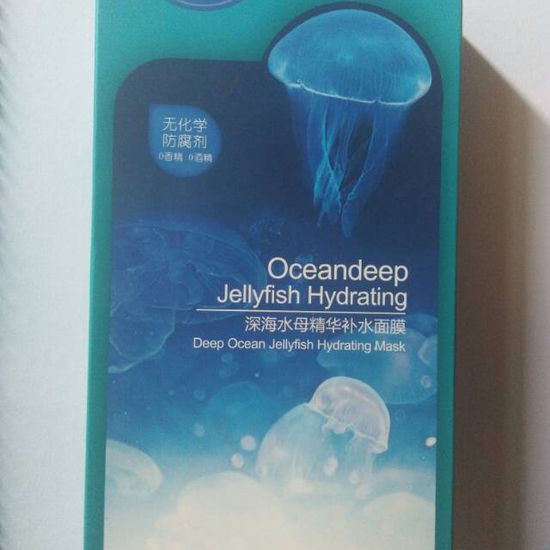 无化学
防腐剂
0香精 0酒精
Oceandeep
Jellyfish Hydrating
深海水母精华补水面膜
Deep Ocean Jellyfish Hydrating Mask